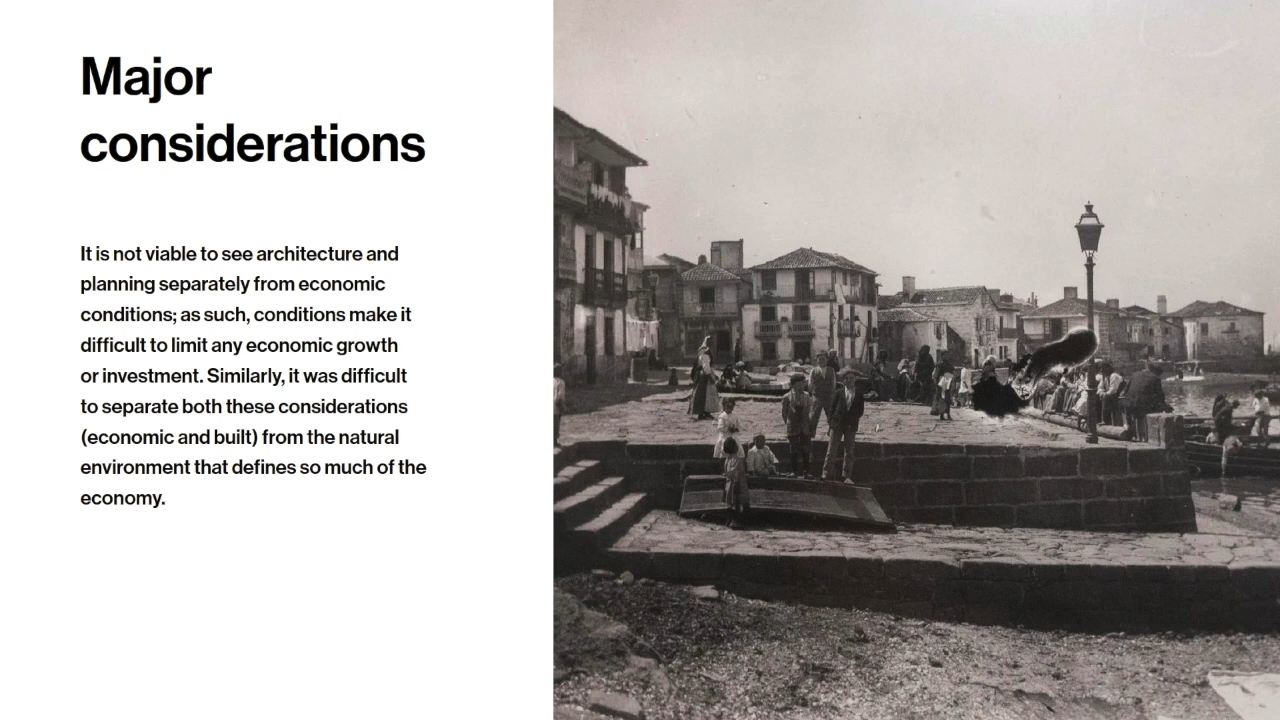 Major
considerations
It is not viable to see architecture and
planning separately from economic
conditions; as such, conditions make it
difficult to limit any economic growth
or investment. Similarly, it was difficult
to separate both these considerations
(economic and built) from the natural
environment that defines so much of the
economy.